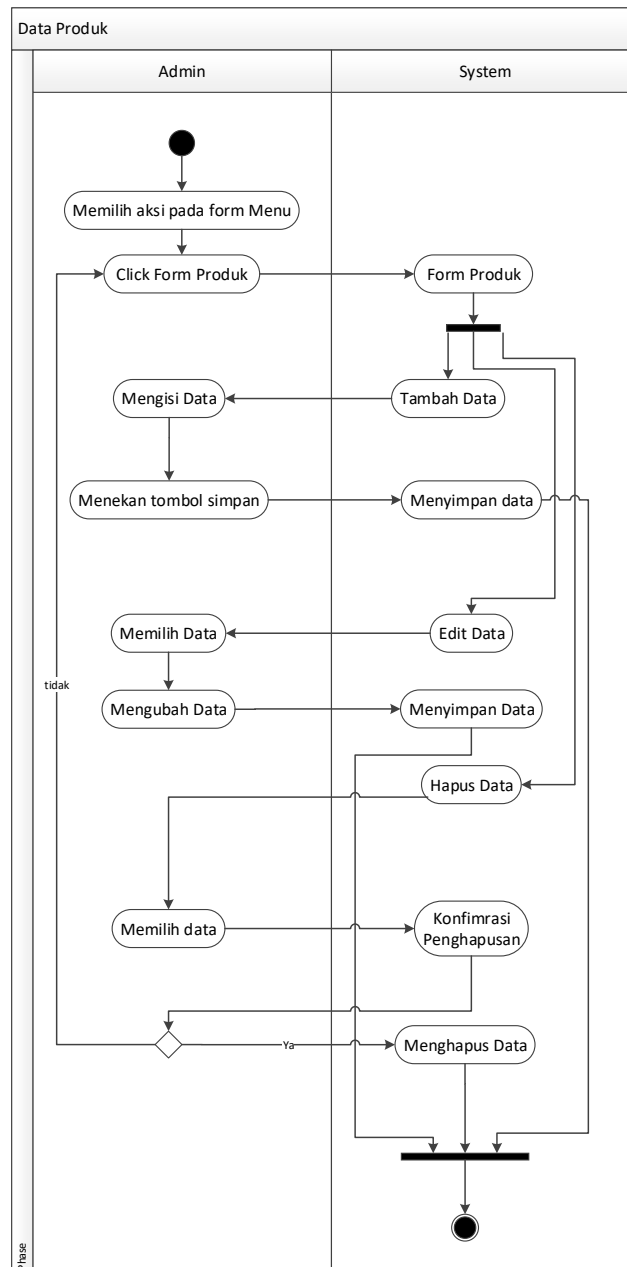 Data Produk
Admin
System
Memilih aksi pada form Menu
Click Form Produk
Form Produk
Mengisi Data
Tambah Data
Menekan tombol simpan
Menyimpan data
Memilih Data
Edit Data
tidak
Mengubah Data
Menyimpan Data
Hapus Data
Memilih data
Konfimrasi
Penghapusan
Ya
Menghapus Data
Phase